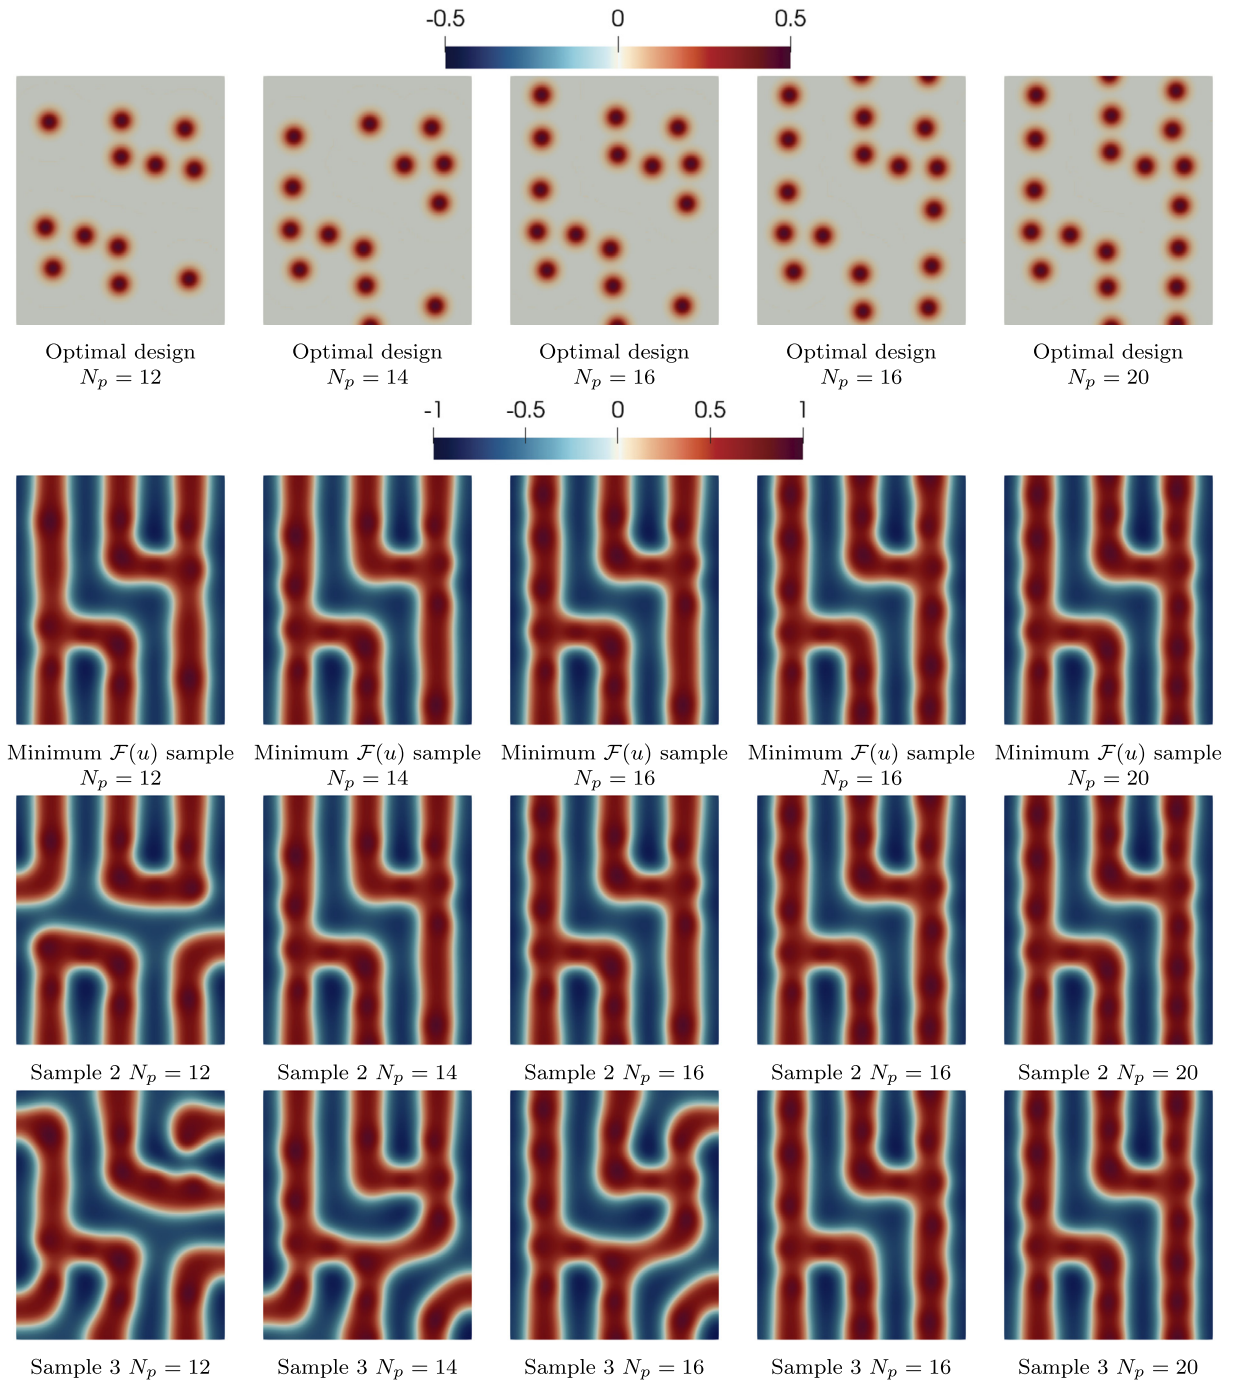 -0.5 0 0.5
Optimal design Optimal design Optimal design Optimal design Optimal design
N_p = 12 N_p = 14 N_p = 16 N_p = 16 N_p = 20
-1 -0.5 0 0.5 1
Minimum ℱ(u) sample Minimum ℱ(u) sample Minimum ℱ(u) sample Minimum ℱ(u) sample Minimum ℱ(u) sample
N_p = 12 N_p = 14 N_p = 16 N_p = 16 N_p = 20
Sample 2 N_p = 12 Sample 2 N_p = 14 Sample 2 N_p = 16 Sample 2 N_p = 16 Sample 2 N_p = 20
Sample 3 N_p = 12 Sample 3 N_p = 14 Sample 3 N_p = 16 Sample 3 N_p = 16 Sample 3 N_p = 20